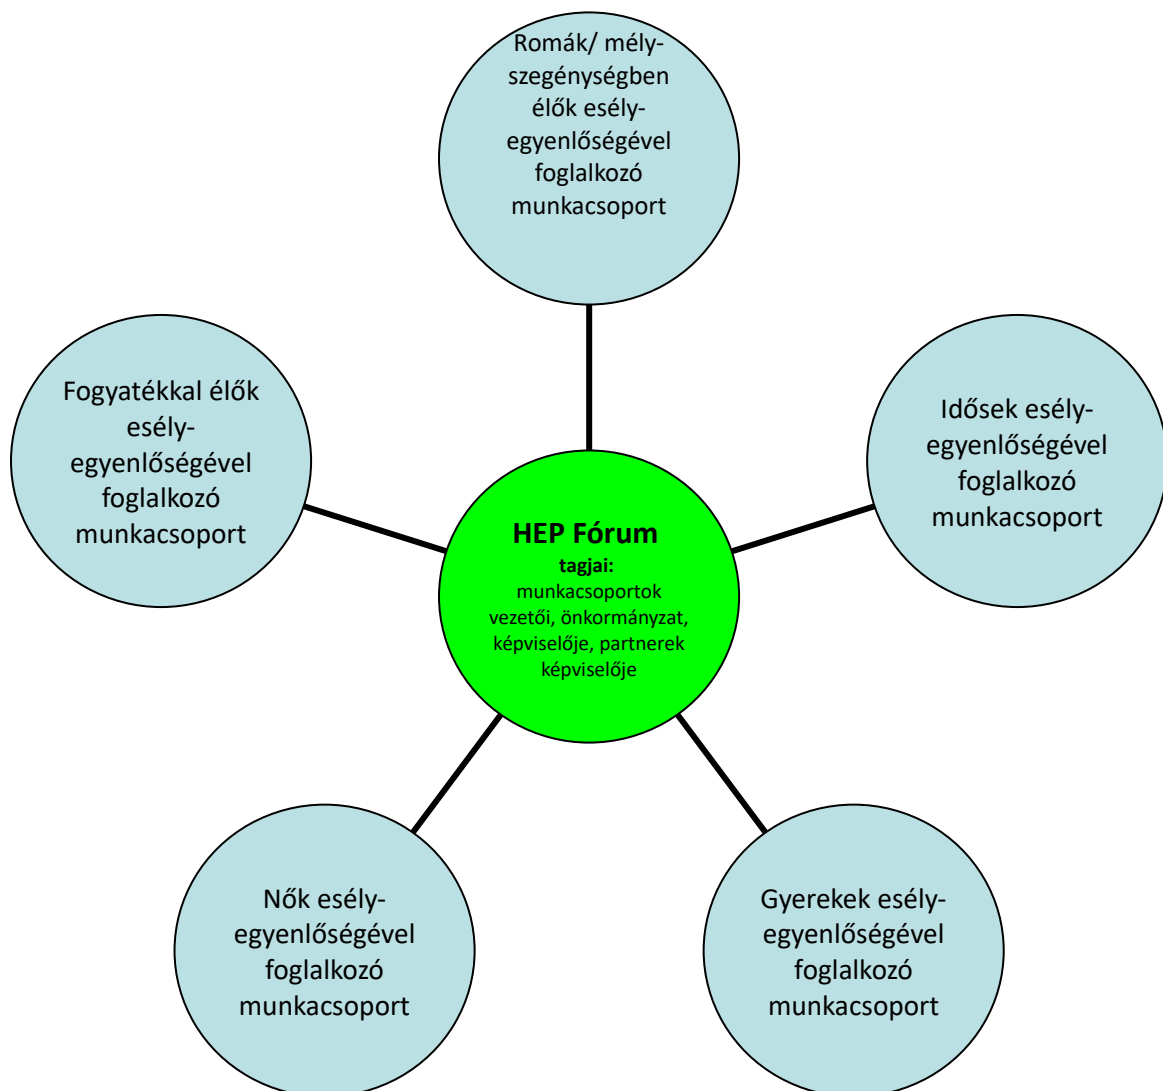 Romák/ mély-
szegénységben
élők esély-
egyenlőségével
foglalkozó
munkacsoport
Fogyatékkal élők
esély-
egyenlőségével
foglalkozó
munkacsoport
Idősek esély-
egyenlőségével
foglalkozó
munkacsoport
HEP Fórum
tagjai:
munkacsoportok
vezetői, önkormányzat,
képviselője, partnerek
képviselője
Nők esély-
egyenlőségével
foglalkozó
munkacsoport
Gyerekek esély-
egyenlőségével
foglalkozó
munkacsoport